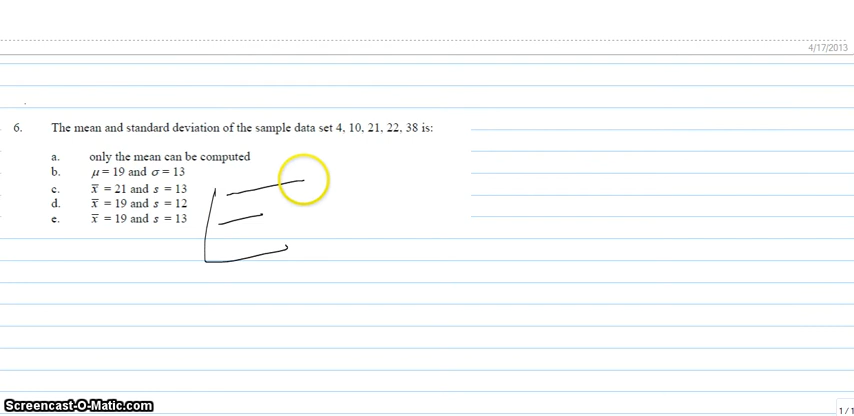 4/17/2013
6. The mean and standard deviation of the sample data set 4, 10, 21, 22, 38 is:
a. only the mean can be computed
b. μ = 19 and σ = 13
c. x̅ = 21 and s = 13
d. x̅ = 19 and s = 12
e. x̅ = 19 and s = 13
E
Screencast-O-Matic.com
1 / 1